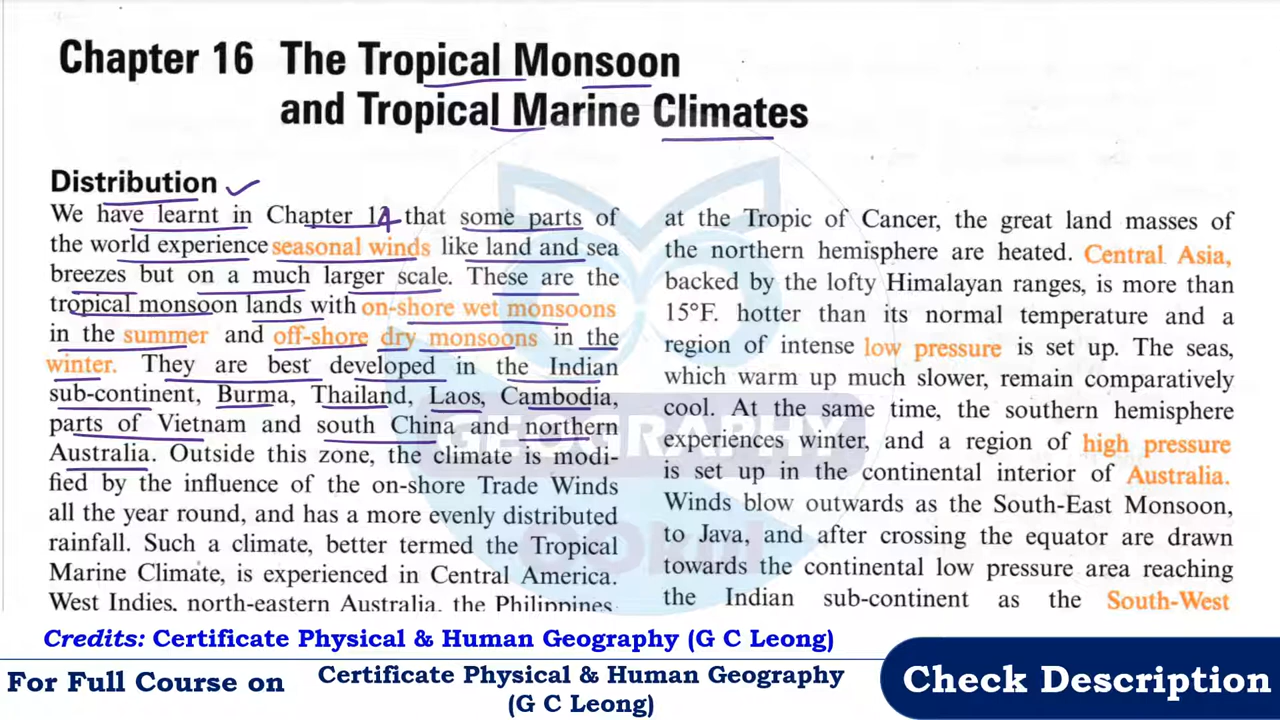 Chapter 16 The Tropical Monsoon
and Tropical Marine Climates
Distribution
We have learnt in Chapter 14 that some parts of
the world experience seasonal winds like land and sea
breezes but on a much larger scale. These are the
tropical monsoon lands with on-shore wet monsoons
in the summer and off-shore dry monsoons in the
winter. They are best developed in the Indian
sub-continent, Burma, Thailand, Laos, Cambodia,
parts of Vietnam and south China and northern
Australia. Outside this zone, the climate is modi-
fied by the influence of the on-shore Trade Winds
all the year round, and has a more evenly distributed
rainfall. Such a climate, better termed the Tropical
Marine Climate, is experienced in Central America.
West Indies, north-eastern Australia, the Philippines,
at the Tropic of Cancer, the great land masses of
the northern hemisphere are heated. Central Asia,
backed by the lofty Himalayan ranges, is more than
15°F. hotter than its normal temperature and a
region of intense low pressure is set up. The seas,
which warm up much slower, remain comparatively
cool. At the same time, the southern hemisphere
experiences winter, and a region of high pressure
is set up in the continental interior of Australia.
Winds blow outwards as the South-East Monsoon,
to Java, and after crossing the equator are drawn
towards the continental low pressure area reaching
the Indian sub-continent as the South-West
GEOGRAPHY
Credits: Certificate Physical & Human Geography (G C Leong)
For Full Course on
Certificate Physical & Human Geography
(G C Leong)
Check Description